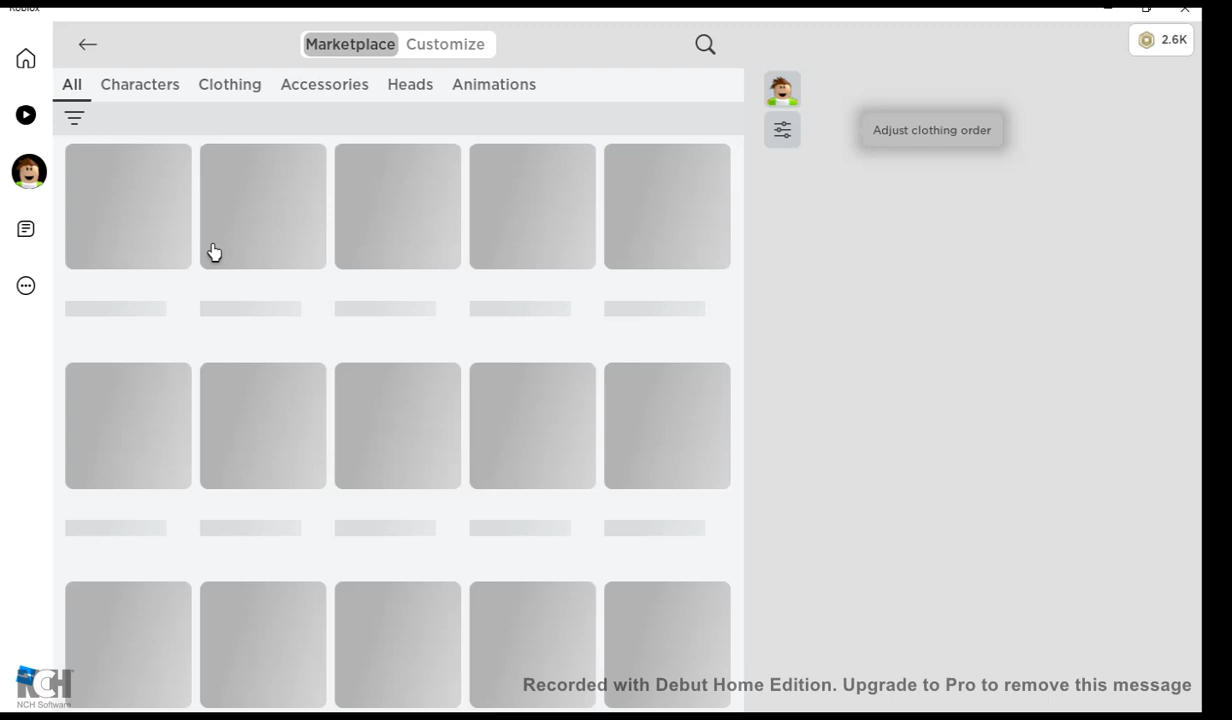 Roblox
Marketplace Customize
2.6K
All Characters Clothing Accessories Heads Animations
Adjust clothing order
NCH
NCH Software
Recorded with Debut Home Edition. Upgrade to Pro to remove this message